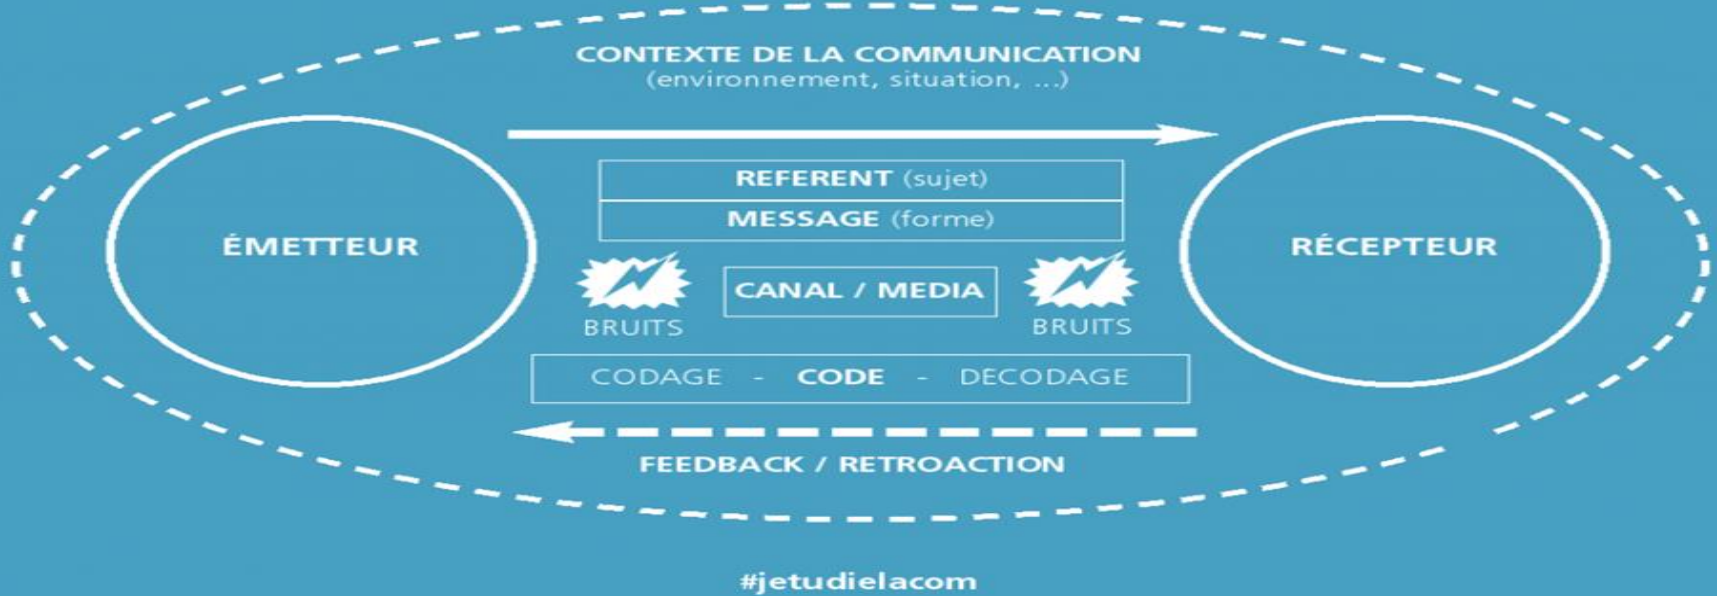 CONTEXTE DE LA COMMUNICATION
(environnement, situation, ...)
REFERENT (sujet)
MESSAGE (forme)
ÉMETTEUR
RÉCEPTEUR
CANAL / MEDIA
BRUITS
BRUITS
CODAGE - CODE - DECODAGE
FEEDBACK / RETROACTION
#jetudielacom